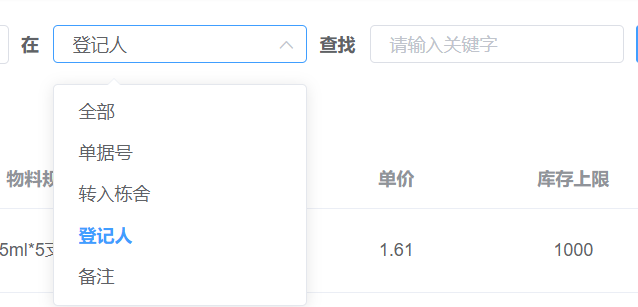 在 登记人 查找 请输入关键字
全部
单据号
转入栋舍
登记人
备注
物料规 单价 库存上限
5ml*5支 1.61 1000